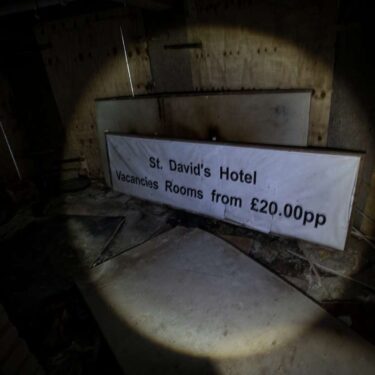 St. David's Hotel
Vacancies Rooms from £20.00pp